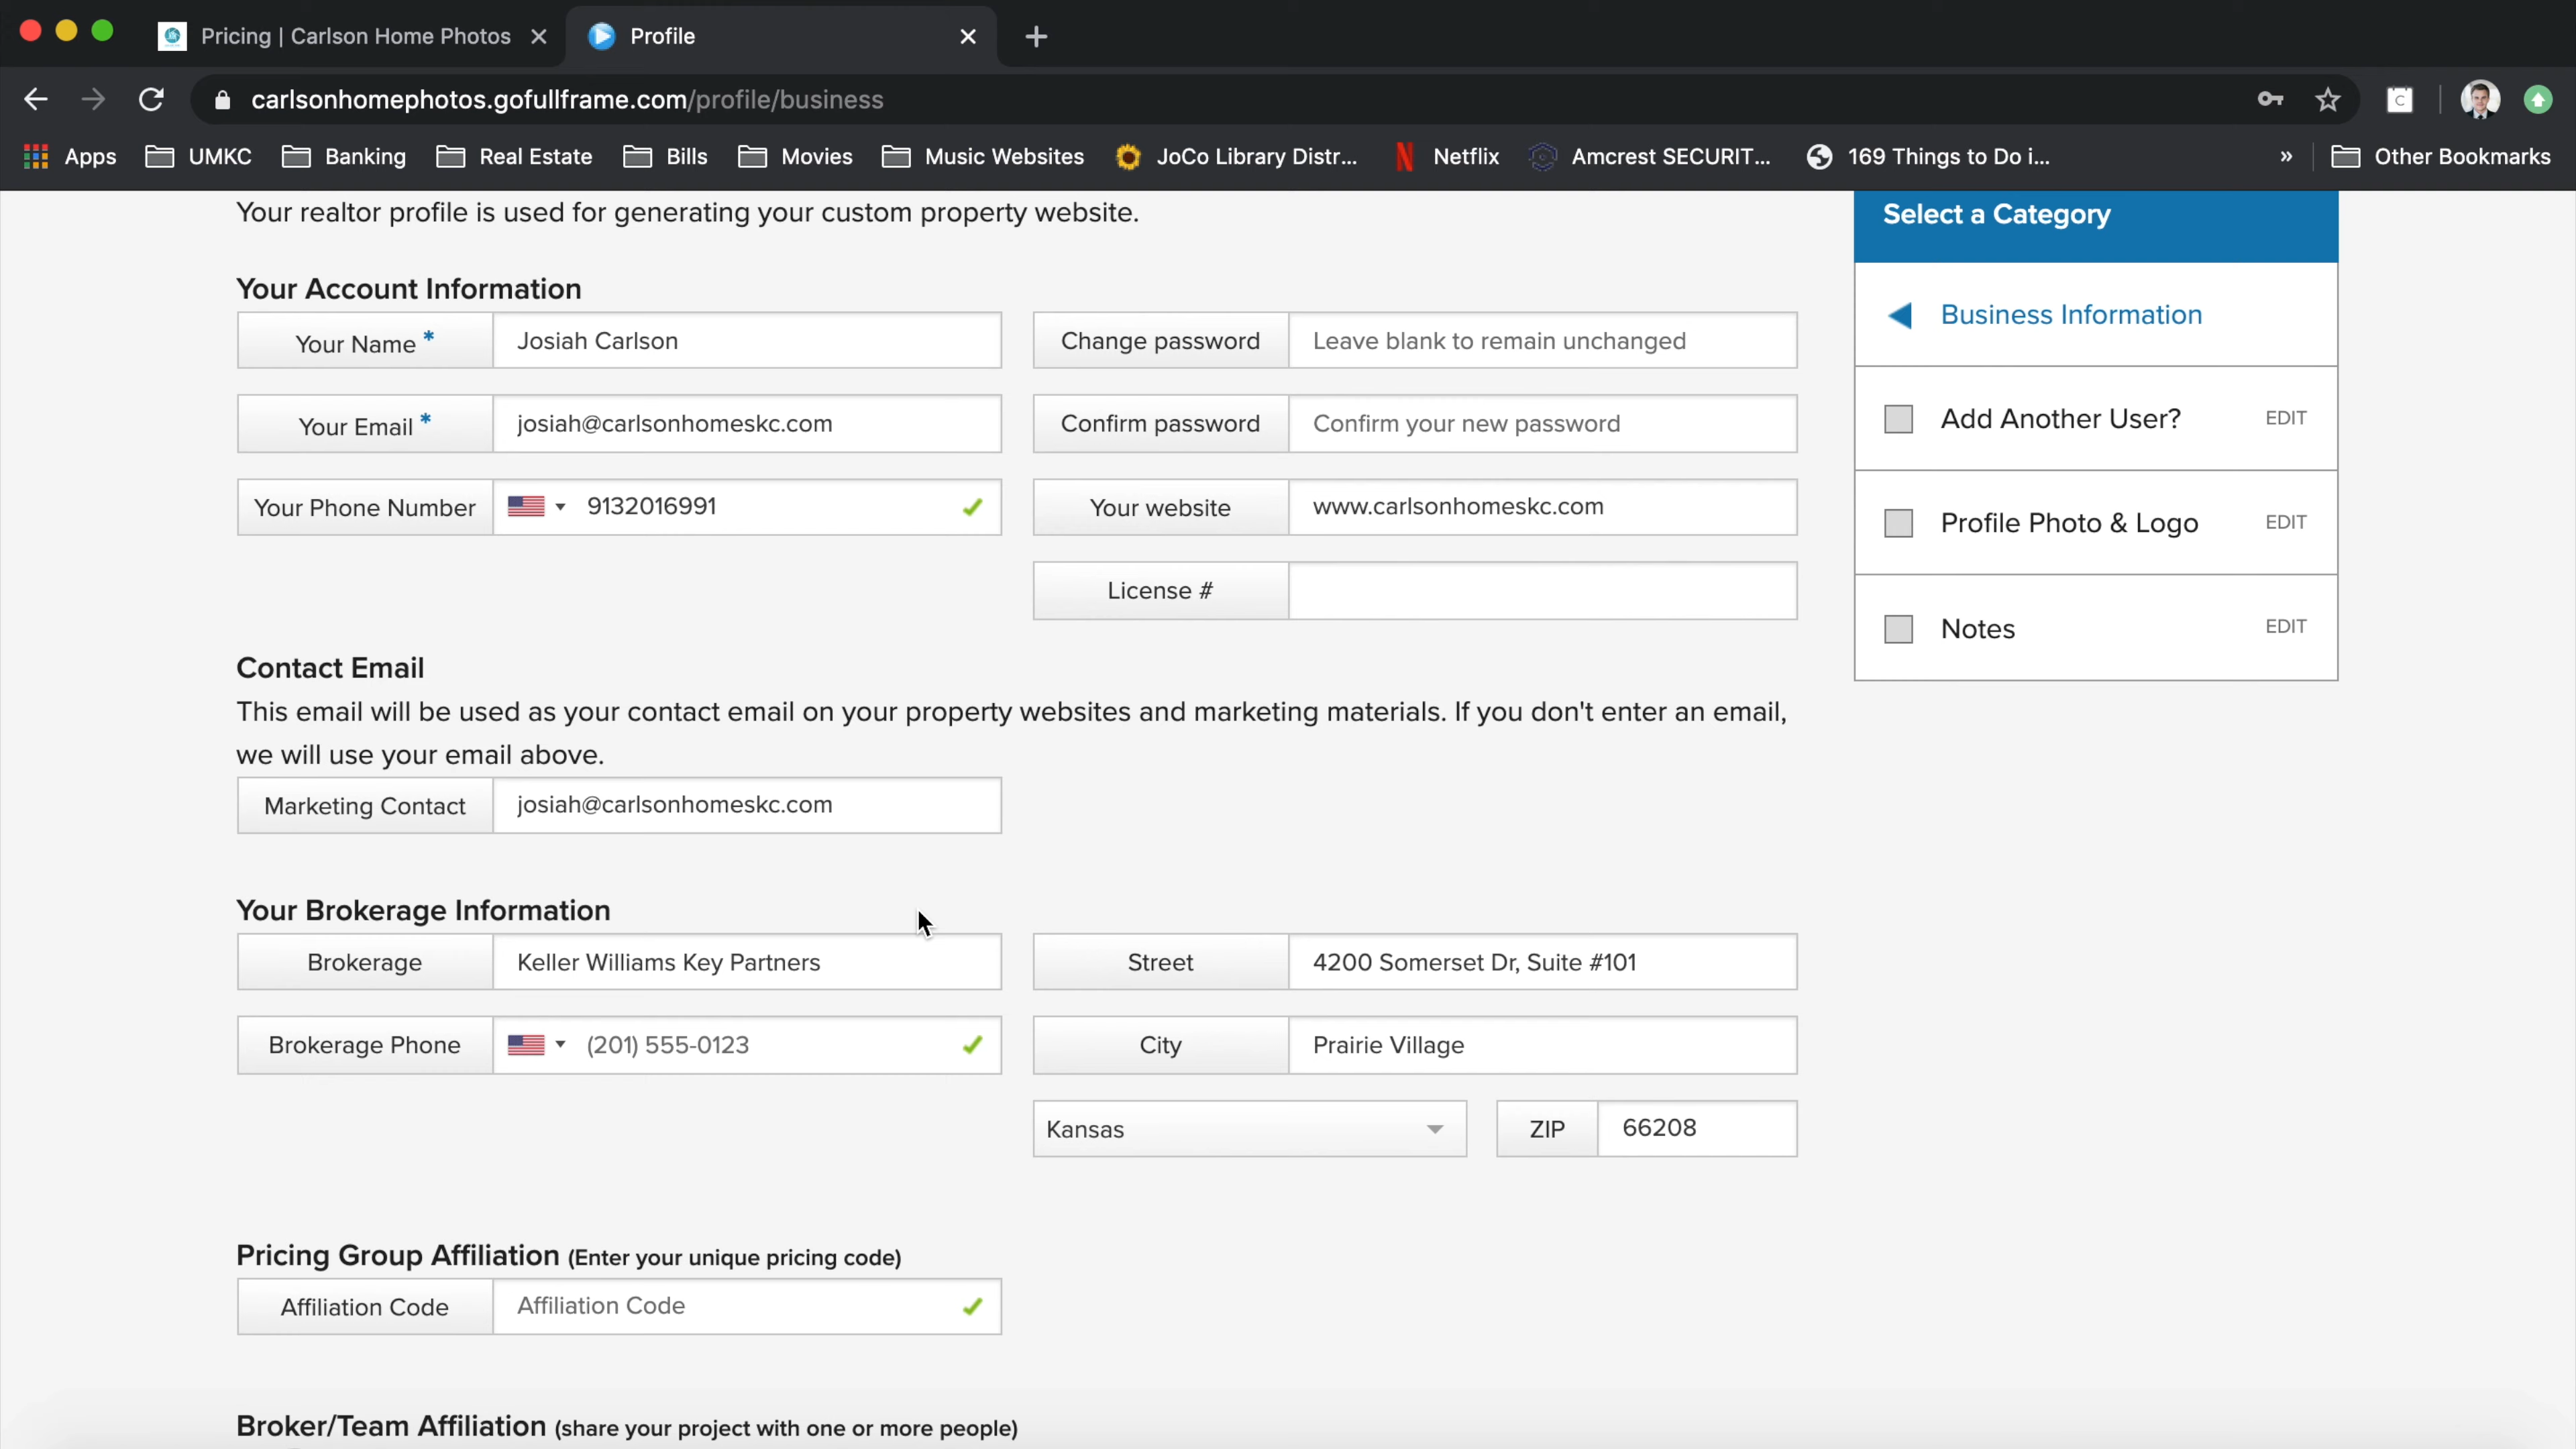 Pricing | Carlson Home Photos
Profile
carlsonhomephotos.gofullframe.com/profile/business
C
Apps UMKC Banking Real Estate Bills Movies Music Websites JoCo Library Distr... Netflix Amcrest SECURIT... 169 Things to Do i... » Other Bookmarks
Your realtor profile is used for generating your custom property website.
Your Account Information
Your Name * Josiah Carlson
Change password Leave blank to remain unchanged
Your Email * josiah@carlsonhomeskc.com
Confirm password Confirm your new password
Your Phone Number 9132016991
Your website www.carlsonhomeskc.com
License #
Contact Email
This email will be used as your contact email on your property websites and marketing materials. If you don't enter an email,
we will use your email above.
Marketing Contact josiah@carlsonhomeskc.com
Your Brokerage Information
Brokerage Keller Williams Key Partners
Street 4200 Somerset Dr, Suite #101
Brokerage Phone (201) 555-0123
City Prairie Village
Kansas
ZIP 66208
Pricing Group Affiliation (Enter your unique pricing code)
Affiliation Code Affiliation Code
Broker/Team Affiliation (share your project with one or more people)
Select a Category
Business Information
Add Another User? EDIT
Profile Photo & Logo EDIT
Notes EDIT